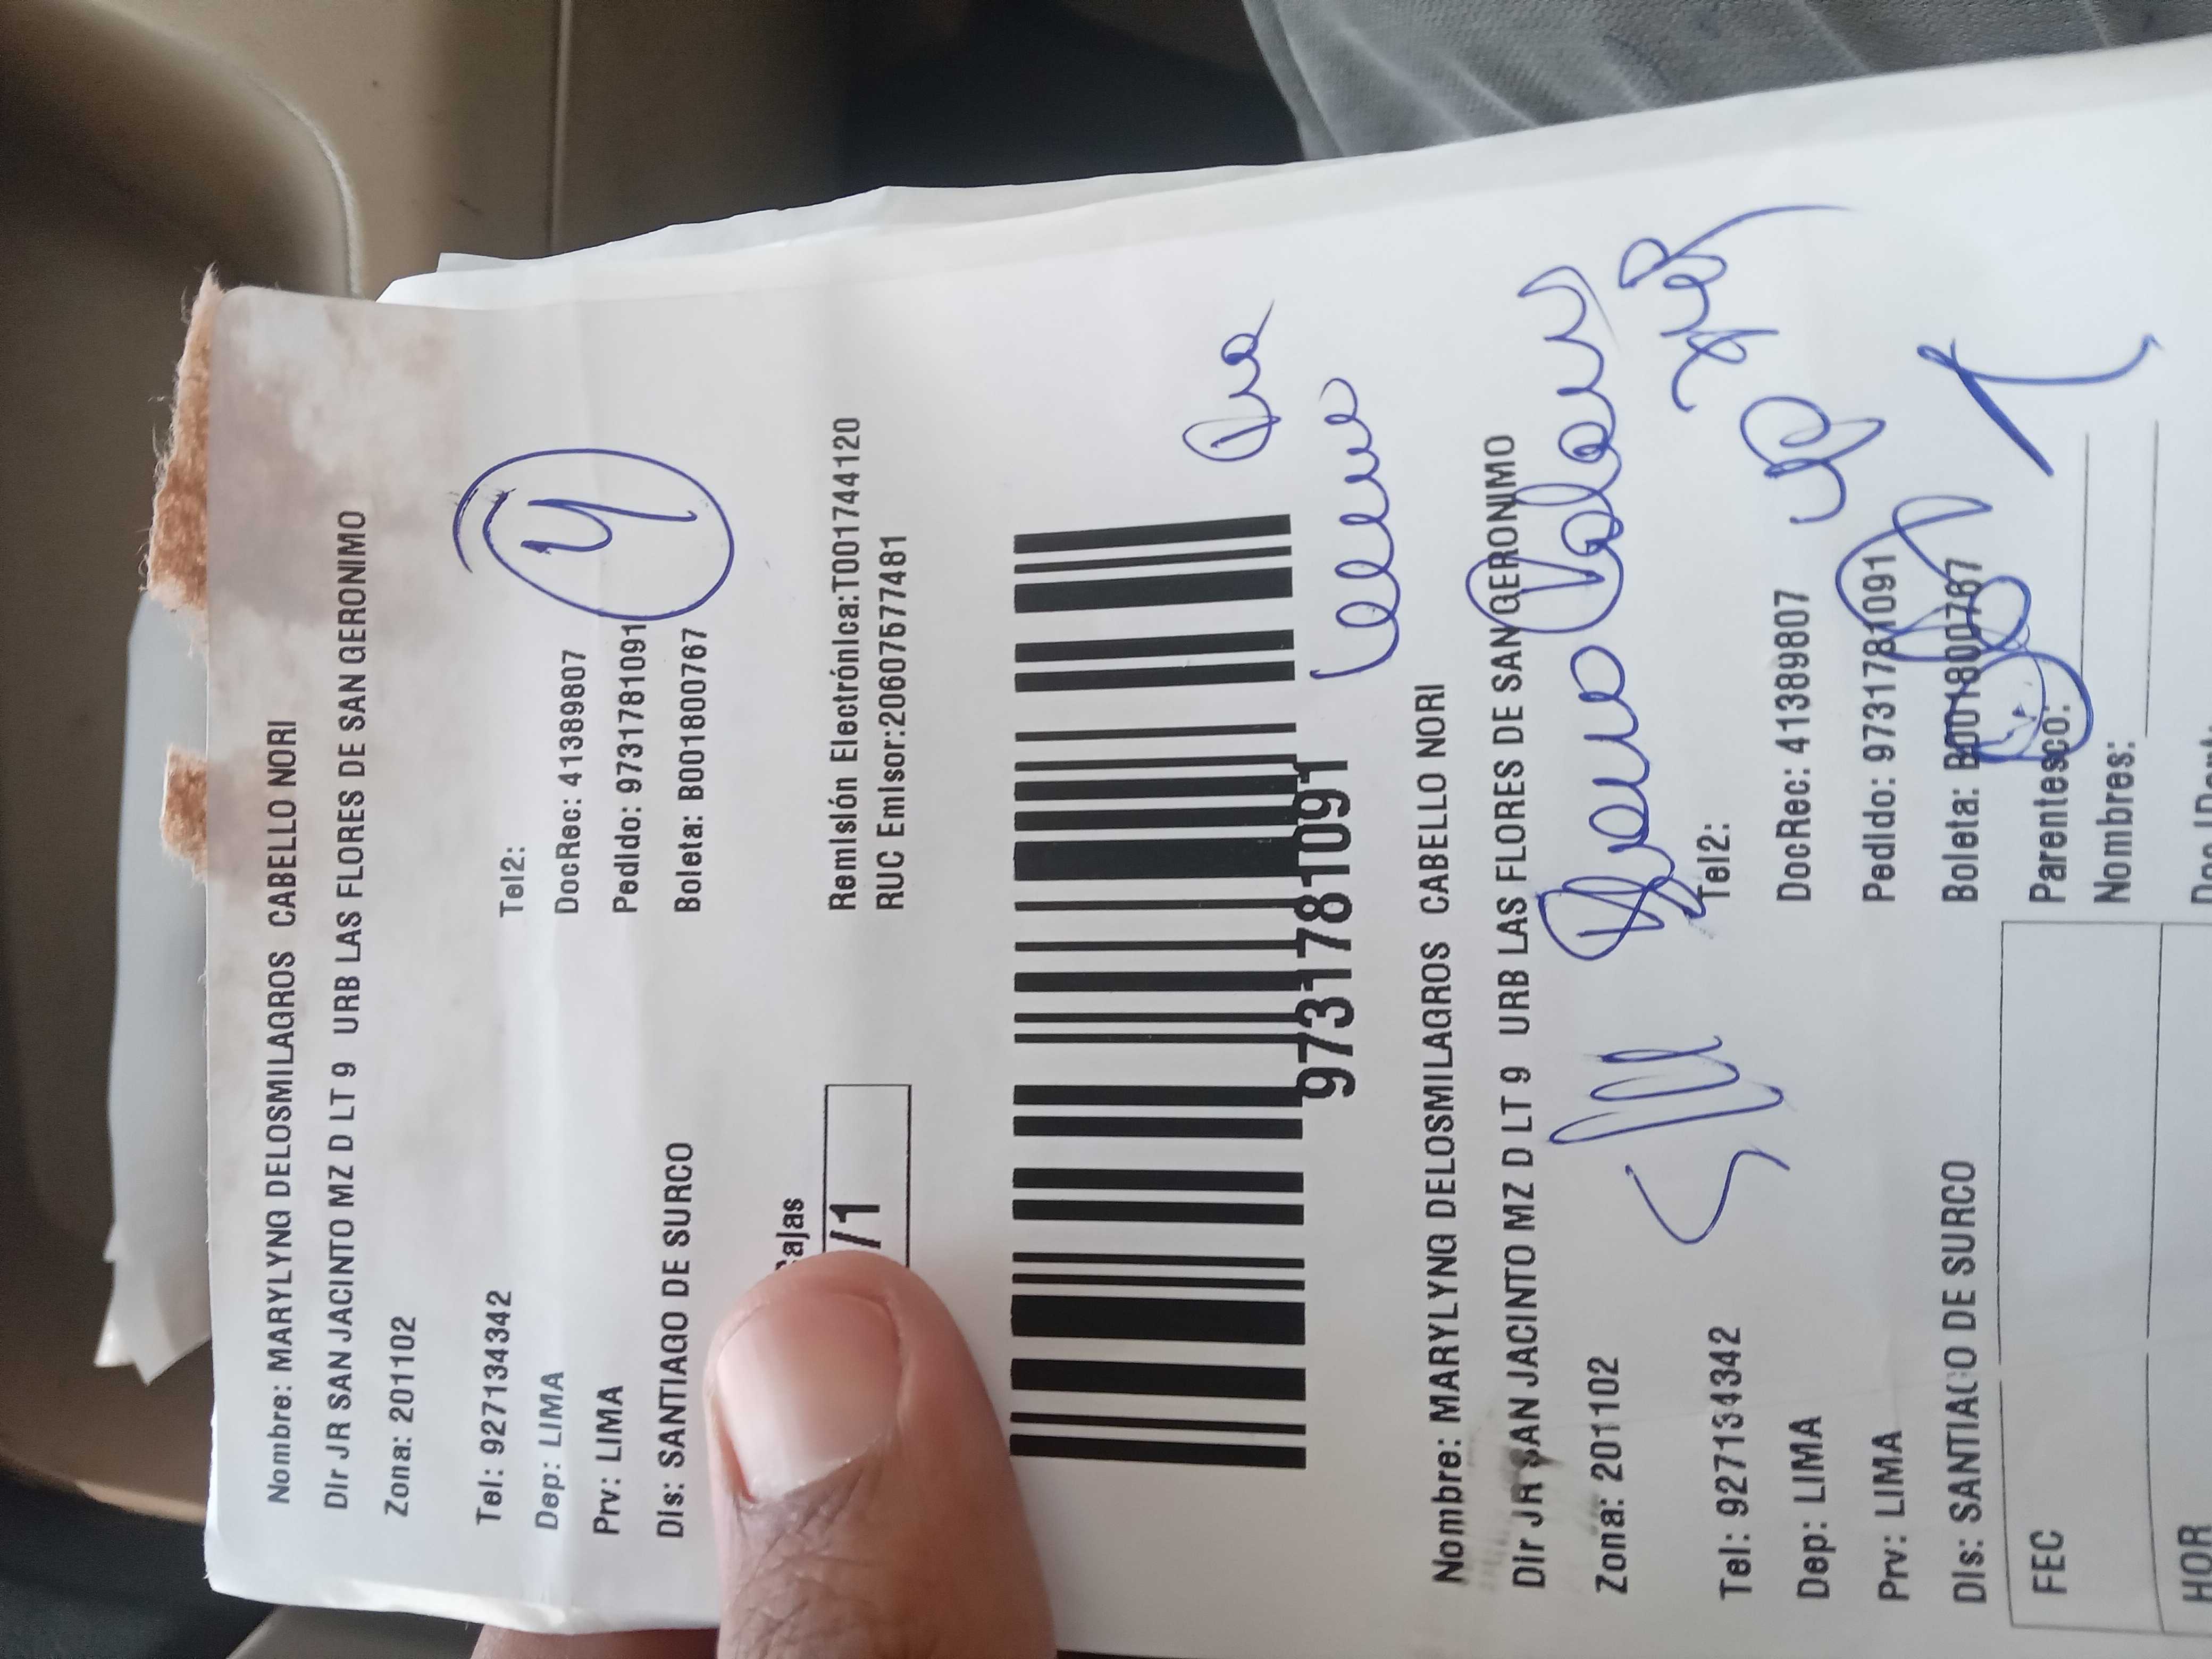 Nombre: MARYLYNG DELOSMILAGROS CABELLO NORI
DIr JR SAN JACINTO MZ D LT 9 URB LAS FLORES DE SAN GERONIMO
Zona: 201102
Tel: 927134342 Tel2:
Dep: LIMA DocRec: 41389807
Prv: LIMA Pedido: 9731781091
Dis: SANTIAGO DE SURCO Boleta: B001800767
4
Cajas
/1
Remisión Electrónica:T001744120
RUC Emisor:20607577481
9731781091
Nombre: MARYLYNG DELOSMILAGROS CABELLO NORI
Dir JR SAN JACINTO MZ D LT 9 URB LAS FLORES DE SAN GERONIMO
Zona: 201102
Tel: 927134342 Tel2:
Dep: LIMA DocRec: 41389807
Prv: LIMA Pedido: 9731781091
Dis: SANTIAGO DE SURCO Boleta: B001800767
FEC Parentesco:
Nombres:
HOR